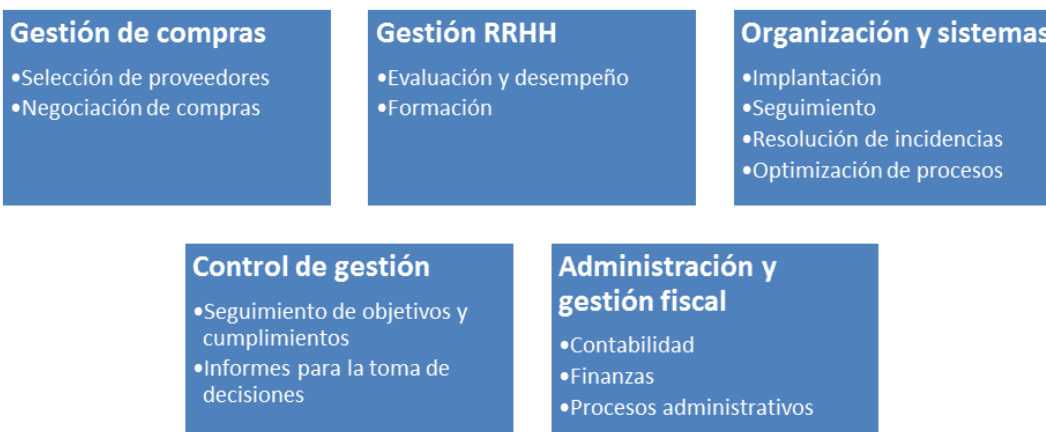 Gestión de compras
•Selección de proveedores
•Negociación de compras
Gestión RRHH
•Evaluación y desempeño
•Formación
Organización y sistemas
•Implantación
•Seguimiento
•Resolución de incidencias
•Optimización de procesos
Control de gestión
•Seguimiento de objetivos y
cumplimientos
•Informes para la toma de
decisiones
Administración y
gestión fiscal
•Contabilidad
•Finanzas
•Procesos administrativos